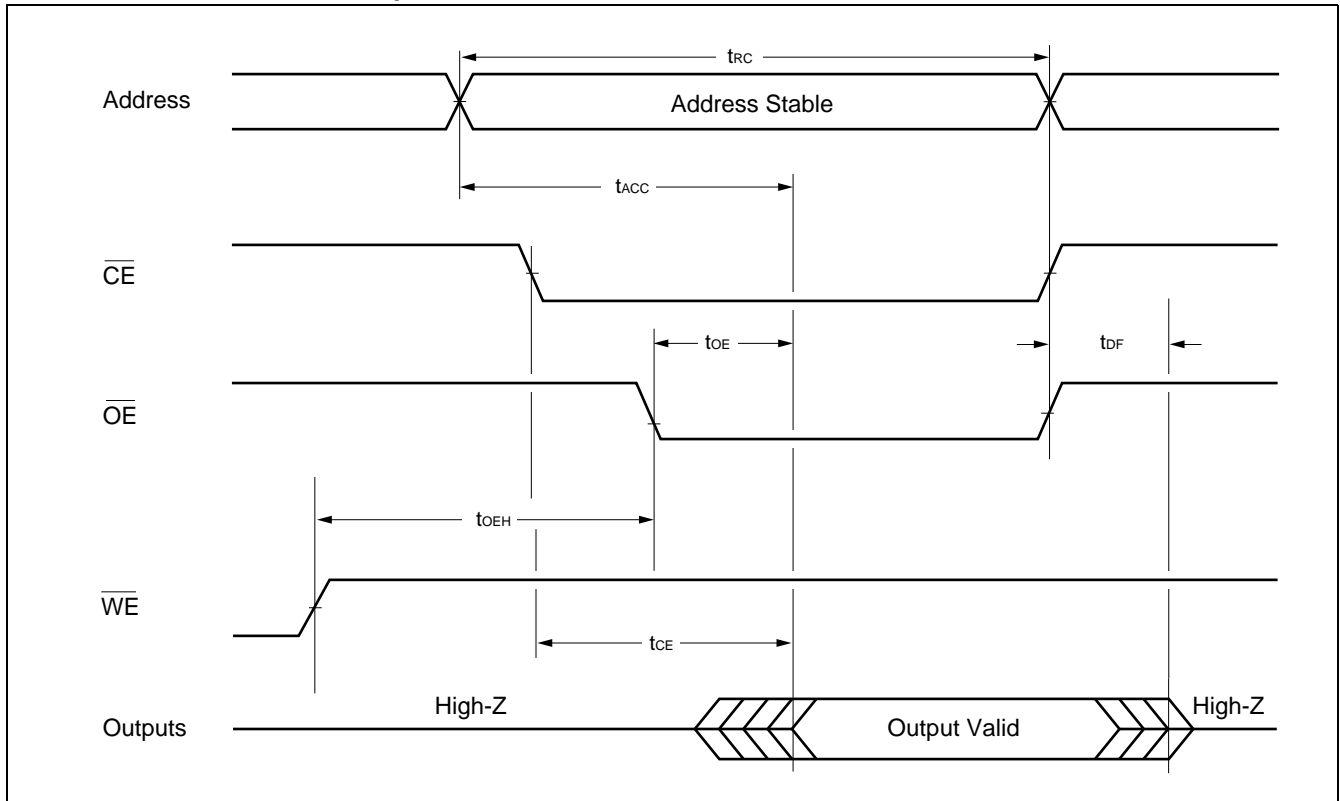 tRC
Address
Address Stable
tACC
CE
tOE
tDF
OE
tOEH
WE
tCE
High-Z
High-Z
Outputs
Output Valid